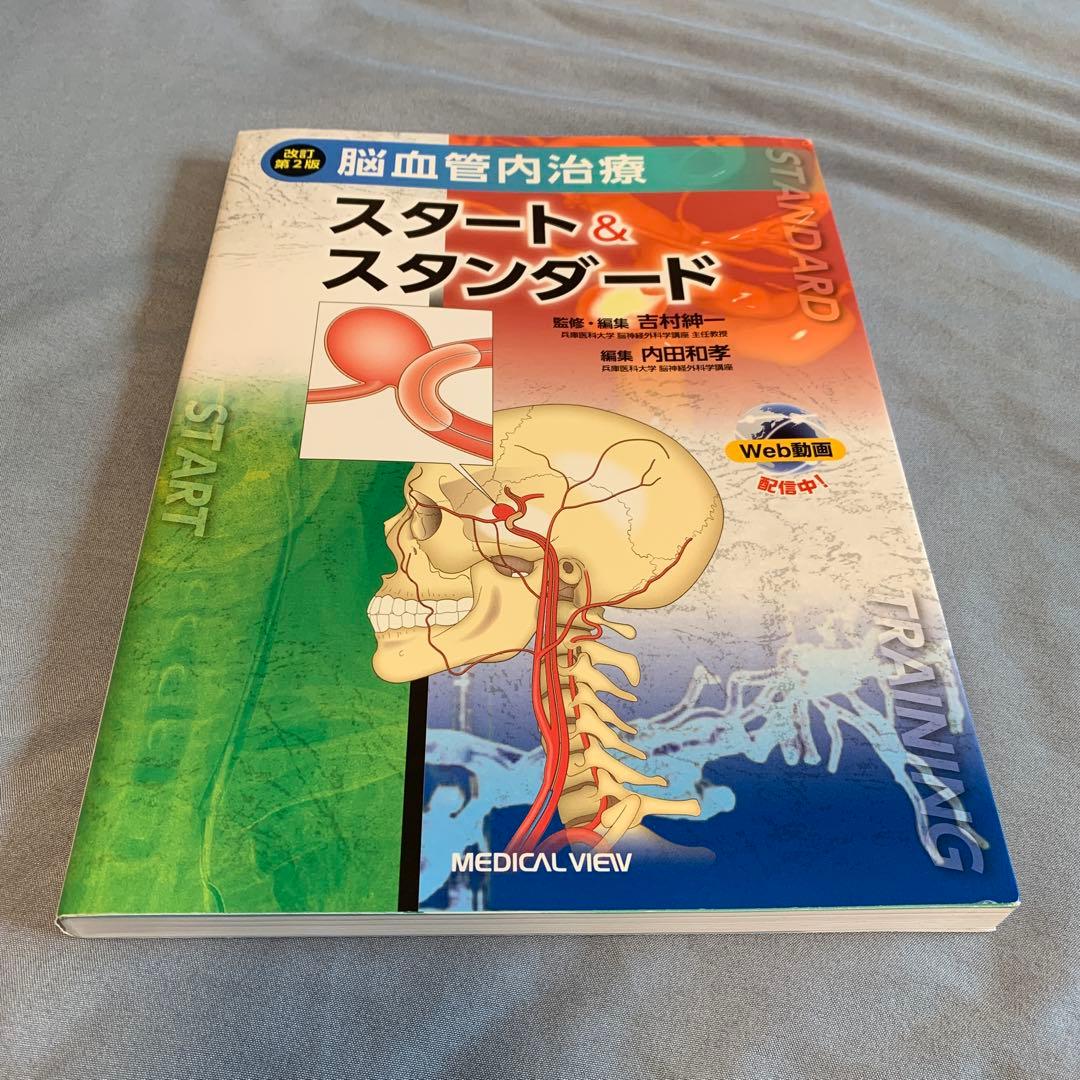 改訂
第2版
脳血管内治療
スタート&
スタンダード
監修・編集 吉村紳一
兵庫医科大学 脳神経外科学講座 主任教授
編集 内田和孝
兵庫医科大学 脳神経外科学講座
Web動画
配信中!
STANDARD
START
TRAINING
MEDICAL VIEW